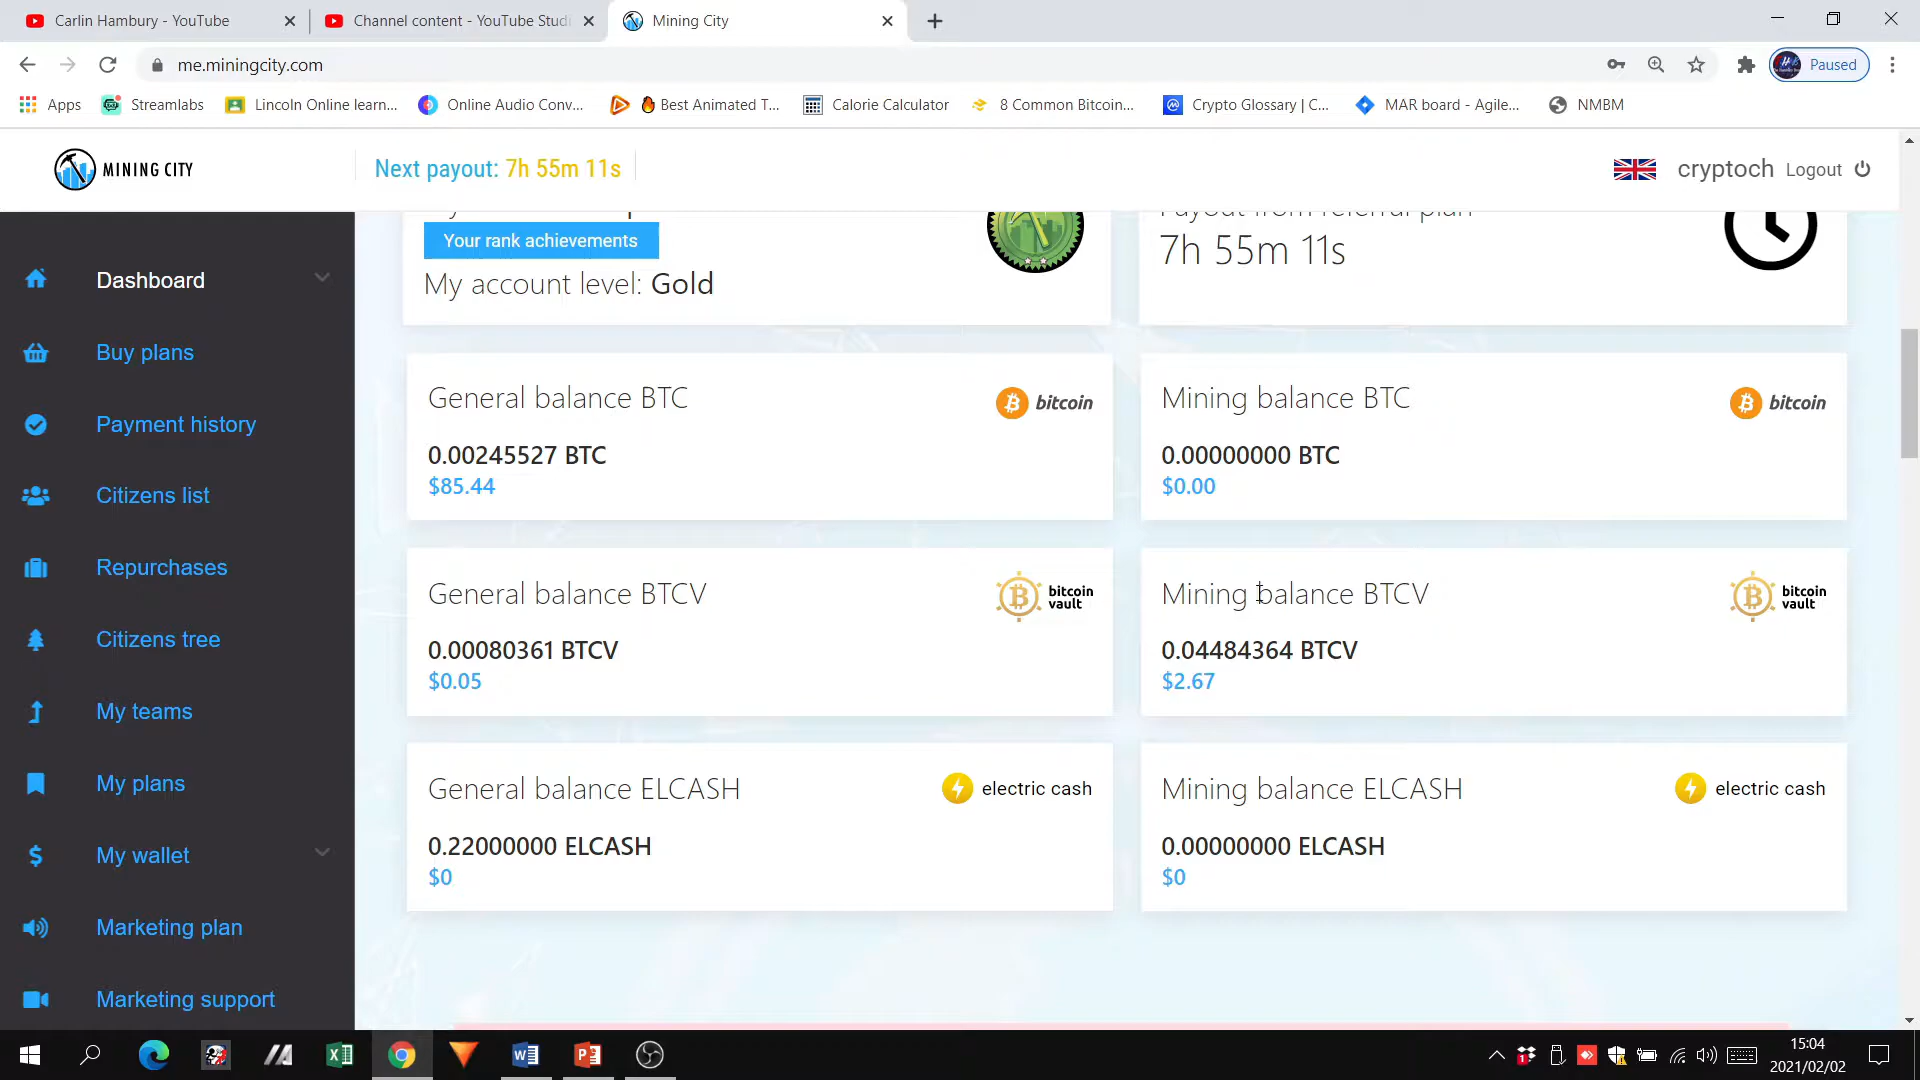 Carlin Hambury - YouTube
Channel content - YouTube Studi
Mining City
me.miningcity.com
Paused
Apps
Streamlabs
Lincoln Online learn...
Online Audio Conv...
Best Animated T...
Calorie Calculator
8 Common Bitcoin...
Crypto Glossary | C...
MAR board - Agile...
NMBM
MINING CITY
Next payout: 7h 55m 11s
cryptoch
Logout
Your rank achievements
My account level: Gold
Payout from referral plan
7h 55m 11s
Dashboard
Buy plans
Payment history
Citizens list
Repurchases
Citizens tree
My teams
My plans
My wallet
Marketing plan
Marketing support
General balance BTC
bitcoin
0.00245527 BTC
$85.44
Mining balance BTC
bitcoin
0.00000000 BTC
$0.00
General balance BTCV
bitcoin
vault
0.00080361 BTCV
$0.05
Mining balance BTCV
bitcoin
vault
0.04484364 BTCV
$2.67
General balance ELCASH
electric cash
0.22000000 ELCASH
$0
Mining balance ELCASH
electric cash
0.00000000 ELCASH
$0
15:04
2021/02/02